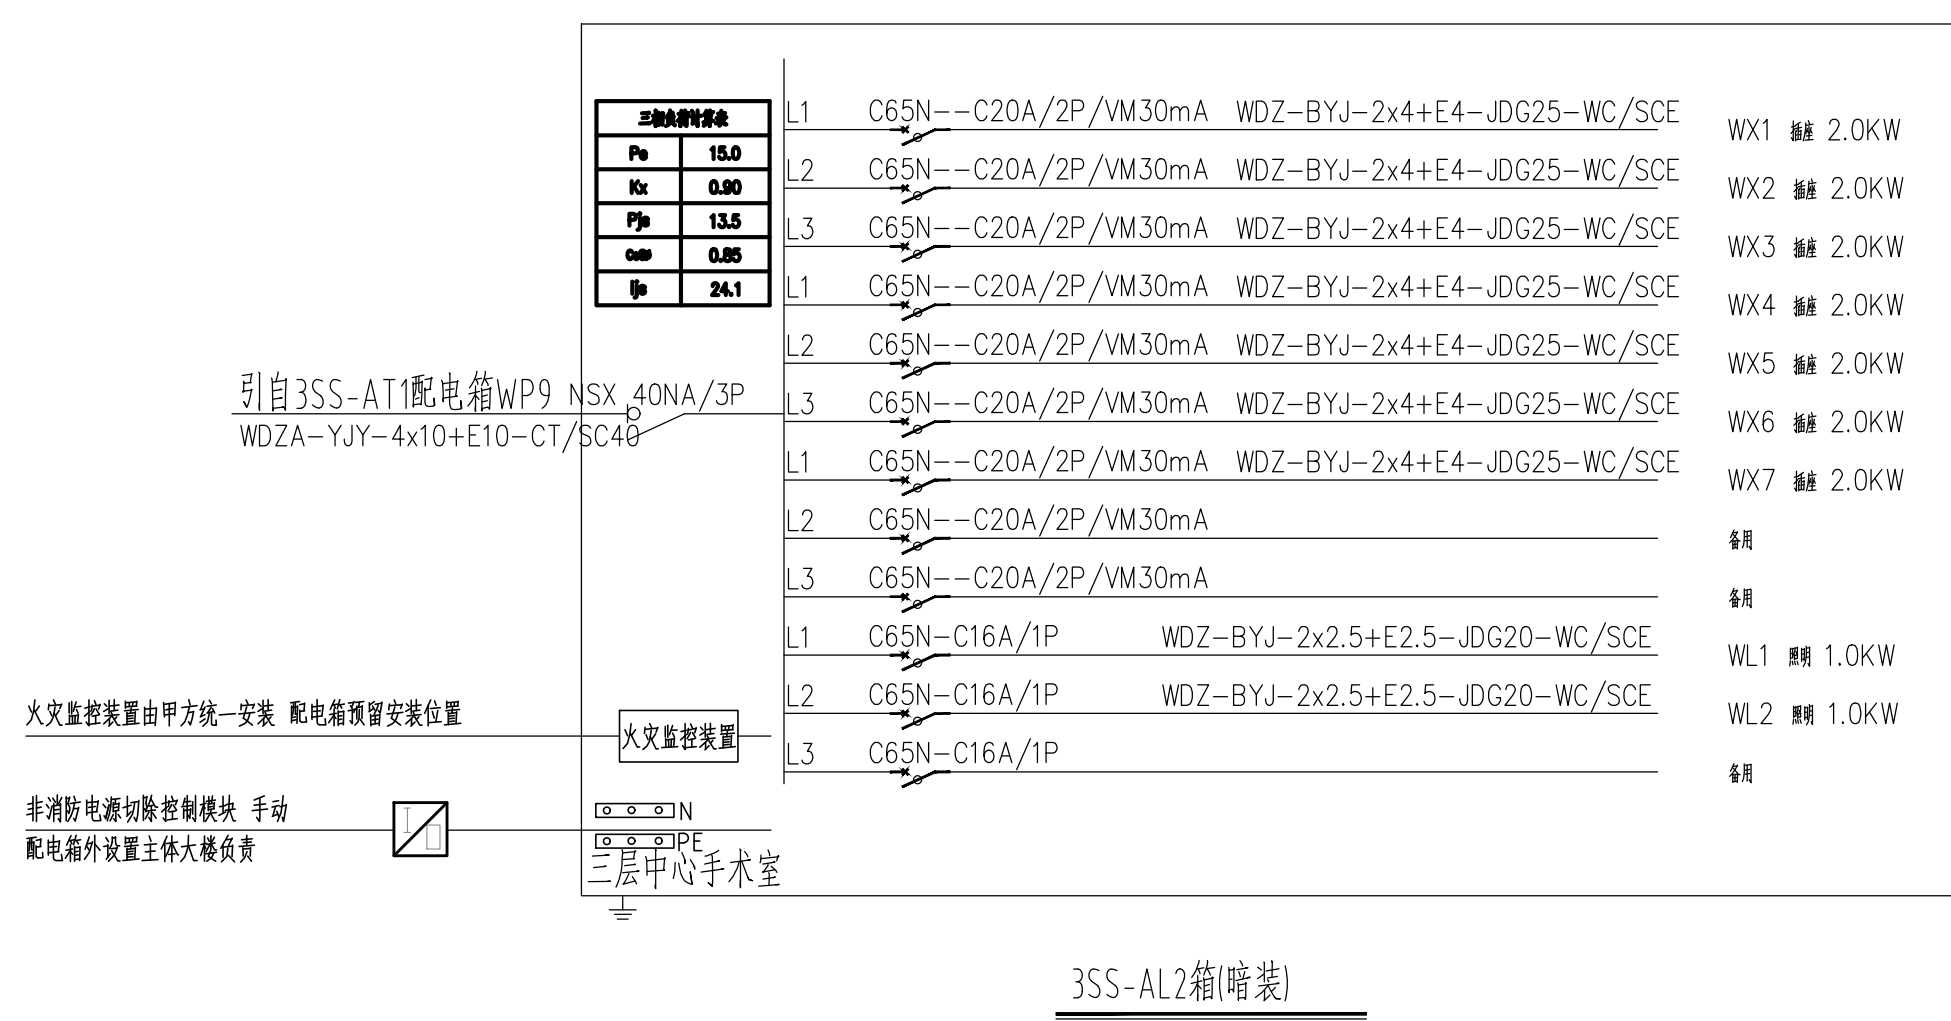 L1 C65N--C20A/2P/VM30mA WDZ-BYJ-2x4+E4-JDG25-WC/SCE WX1 插座 2.0KW
L2 C65N--C20A/2P/VM30mA WDZ-BYJ-2x4+E4-JDG25-WC/SCE WX2 插座 2.0KW
L3 C65N--C20A/2P/VM30mA WDZ-BYJ-2x4+E4-JDG25-WC/SCE WX3 插座 2.0KW
L1 C65N--C20A/2P/VM30mA WDZ-BYJ-2x4+E4-JDG25-WC/SCE WX4 插座 2.0KW
L2 C65N--C20A/2P/VM30mA WDZ-BYJ-2x4+E4-JDG25-WC/SCE WX5 插座 2.0KW
L3 C65N--C20A/2P/VM30mA WDZ-BYJ-2x4+E4-JDG25-WC/SCE WX6 插座 2.0KW
L1 C65N--C20A/2P/VM30mA WDZ-BYJ-2x4+E4-JDG25-WC/SCE WX7 插座 2.0KW
L2 C65N--C20A/2P/VM30mA 备用
L3 C65N--C20A/2P/VM30mA 备用
L1 C65N-C16A/1P WDZ-BYJ-2x2.5+E2.5-JDG20-WC/SCE WL1 照明 1.0KW
L2 C65N-C16A/1P WDZ-BYJ-2x2.5+E2.5-JDG20-WC/SCE WL2 照明 1.0KW
L3 C65N-C16A/1P 备用
三相负荷计算表
Pe 15.0
Kx 0.90
Pjs 13.5
cosø 0.85
Ijs 24.1
引自3SS-AT1配电箱WP9 NSX 40NA/3P
WDZA-YJY-4x10+E10-CT/SC40
火灾监控装置由甲方统一安装 配电箱预留安装位置
火灾监控装置
非消防电源切除控制模块 手动
配电箱外设置主体大楼负责
N
PE
三层中心手术室
3SS-AL2箱(暗装)